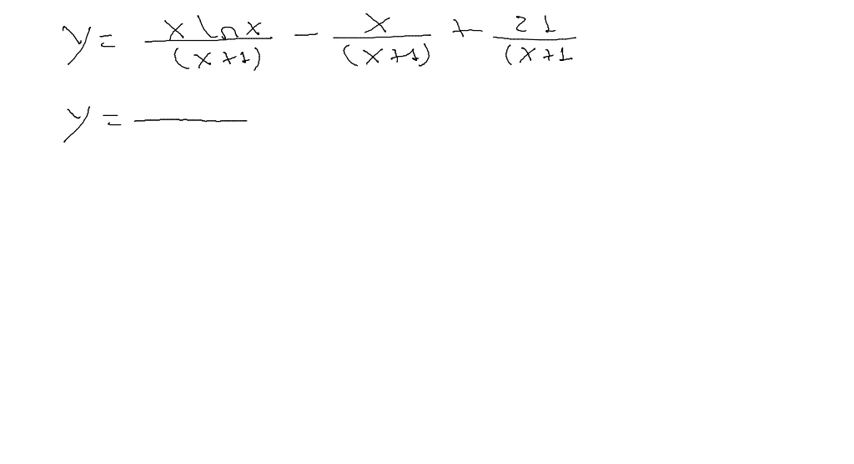 y = x ln x / (x+1) - x / (x+1) + 21 / (x+1
y =